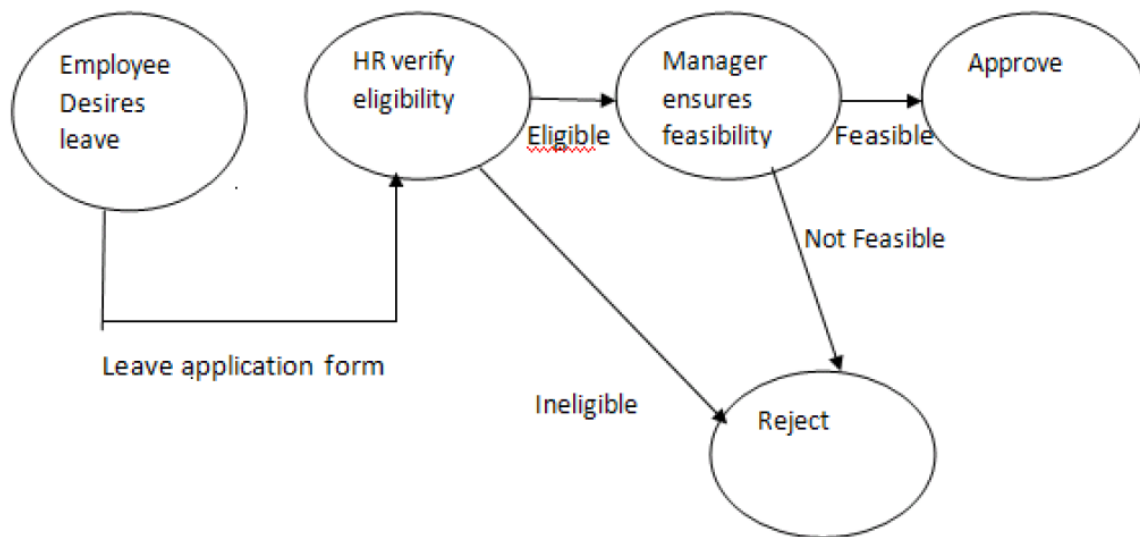 Employee
Desires
leave
HR verify
eligibility
Eligible
Manager
ensures
feasibility
Feasible
Approve
Not Feasible
Leave application form
Ineligible
Reject